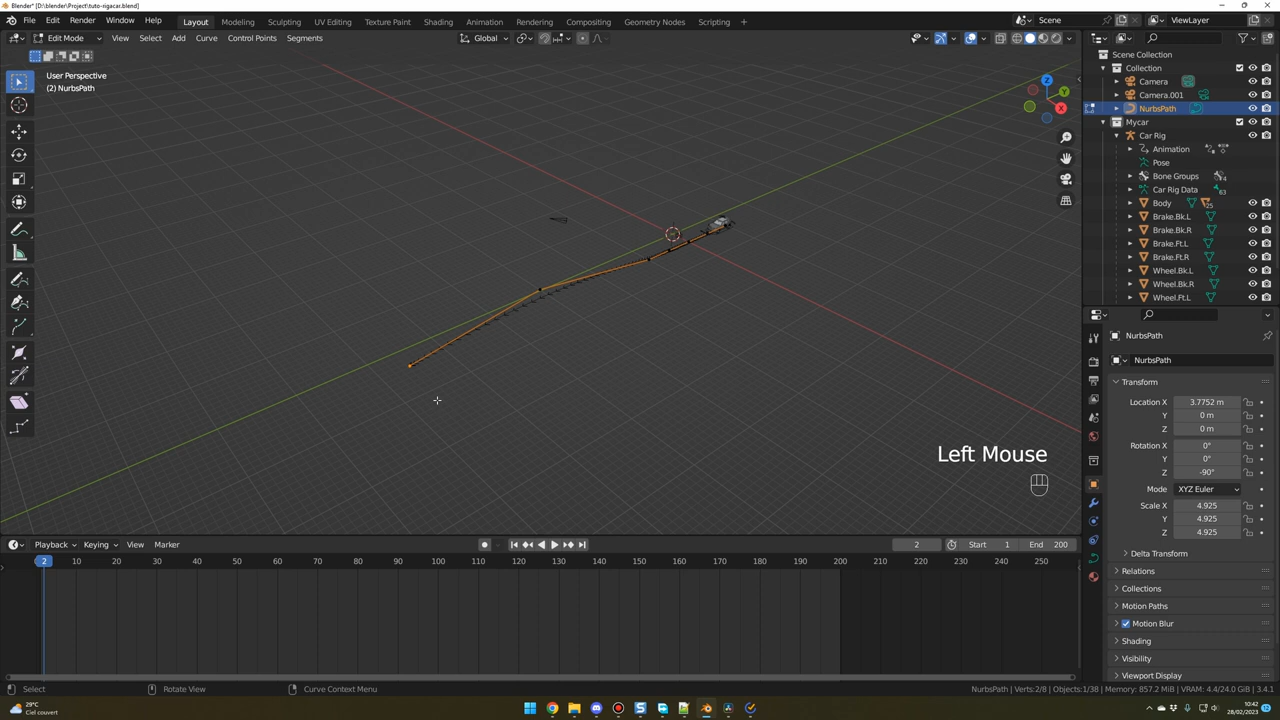 Blender* [D:\blender\Project\tuto-rigacar.blend]
File Edit Render Window Help Layout Modeling Sculpting UV Editing Texture Paint Shading Animation Rendering Compositing Geometry Nodes Scripting Scene ViewLayer
Edit Mode View Select Add Curve Control Points Segments Global
Scene Collection
Collection
Camera
Camera.001
NurbsPath
Mycar
Car Rig
Animation
Pose
Bone Groups 4
Car Rig Data 63
Body 25
Brake.Bk.L
Brake.Bk.R
Brake.Ft.L
Brake.Ft.R
Wheel.Bk.L
Wheel.Bk.R
Wheel.Ft.L
User Perspective
(2) NurbsPath
Z
Y
X
Left Mouse
NurbsPath
NurbsPath
Transform
Location X 3.7752 m
Y 0 m
Z 0 m
Rotation X 0°
Y 0°
Z -90°
Mode XYZ Euler
Scale X 4.925
Y 4.925
Z 4.925
Delta Transform
Relations
Collections
Motion Paths
Motion Blur
Shading
Visibility
Viewport Display
Playback Keying View Marker 2 Start 1 End 200
2 10 20 30 40 50 60 70 80 90 100 110 120 130 140 150 160 170 180 190 200 210 220 230 240 250
Select Rotate View Curve Context Menu NurbsPath | Verts:2/8 | Objects:1/38 | Memory: 857.2 MiB | VRAM: 4.4/24.0 GiB | 3.4.1
29°C
Ciel couvert
10:42
28/02/2023